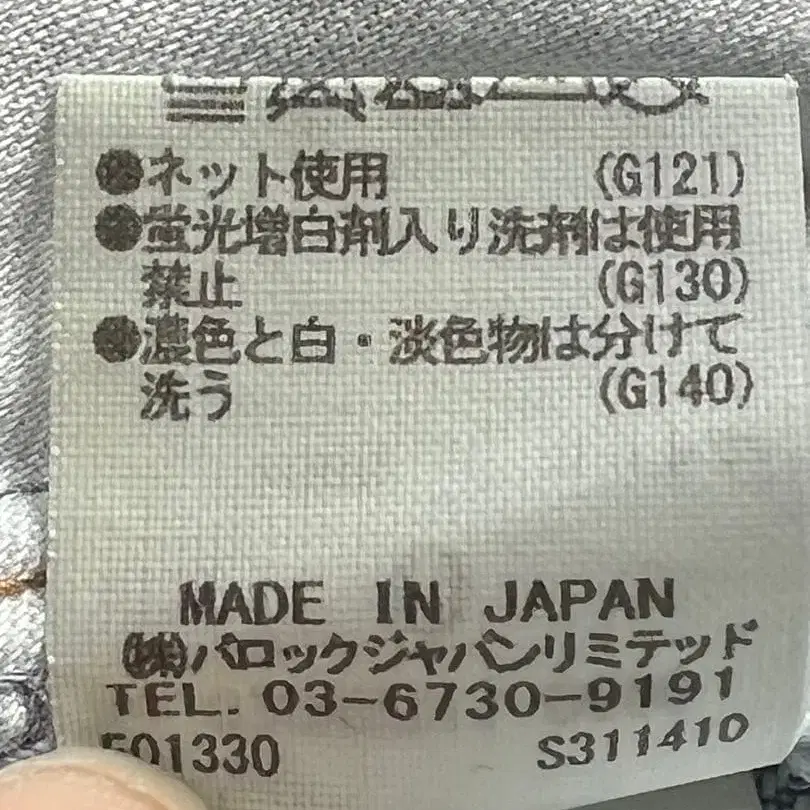 ●ネット使用 (G121)
●蛍光増白剤入り洗剤は使用
禁止 (G130)
●濃色と白・淡色物は分けて
洗う (G140)
MADE IN JAPAN
(株)バロックジャパンリミテッド
TEL. 03-6730-9191
501330 S311410